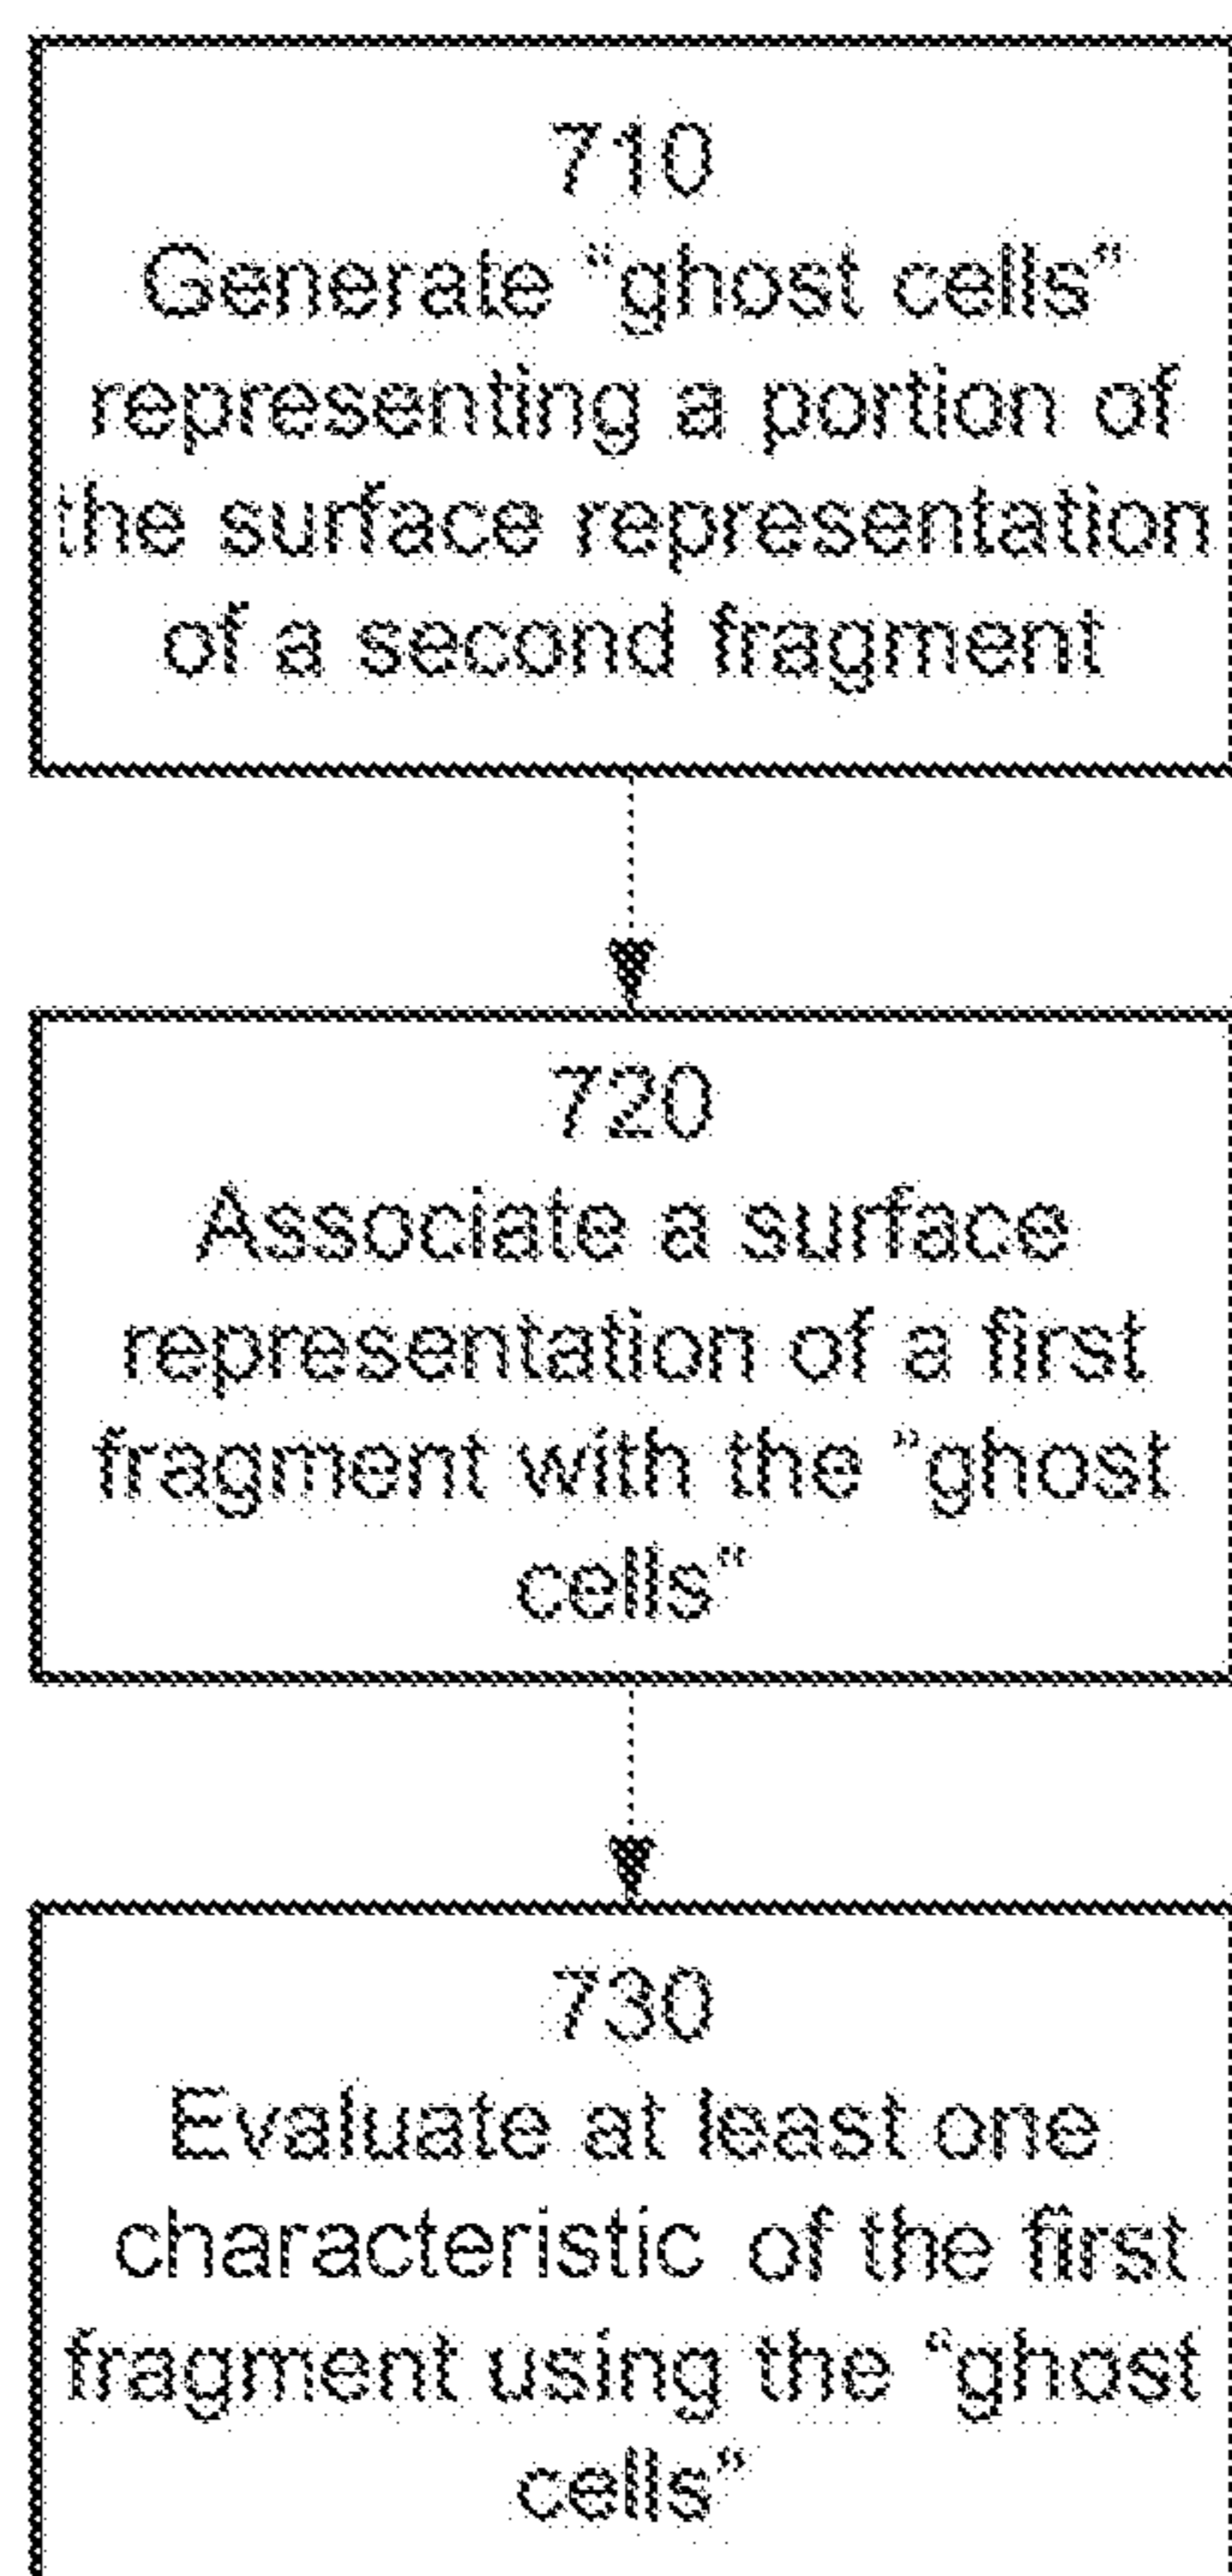 710
Generate “ghost cells”
representing a portion of
the surface representation
of a second fragment
720
Associate a surface
representation of a first
fragment with the ”ghost
cells”
730
Evaluate at least one
characteristic of the first
fragment using the “ghost
cells”